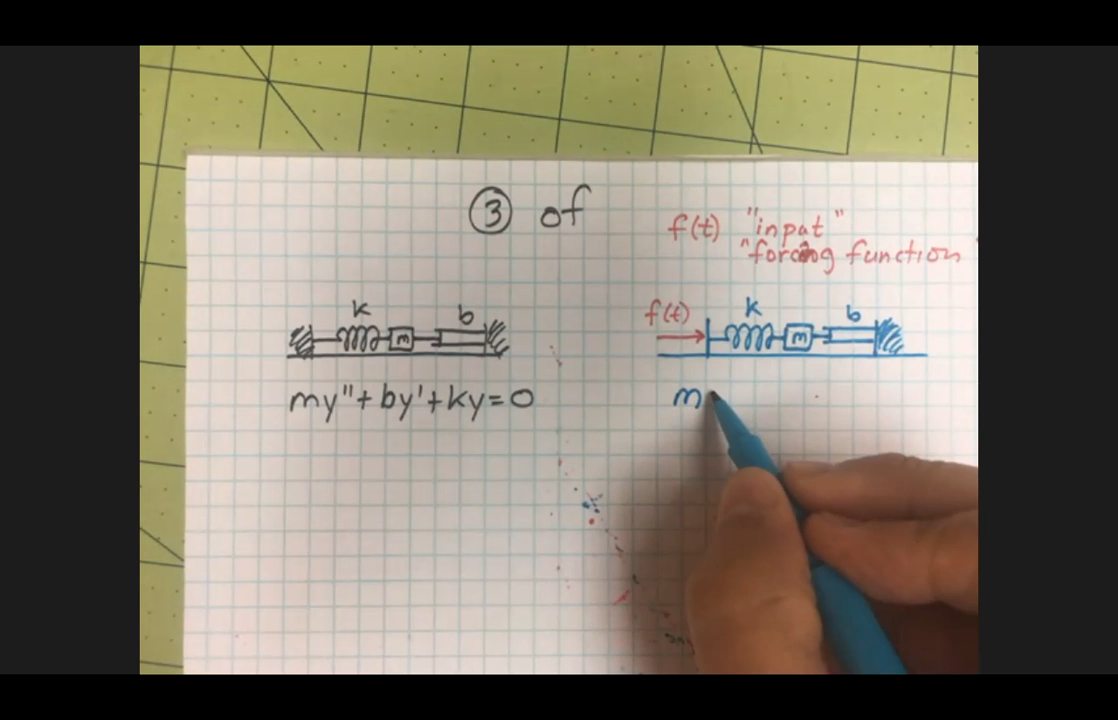 ③ of
f(t) "input"
"forcing function
k b
m
my"+by'+ky=0
f(t) k b
m
m